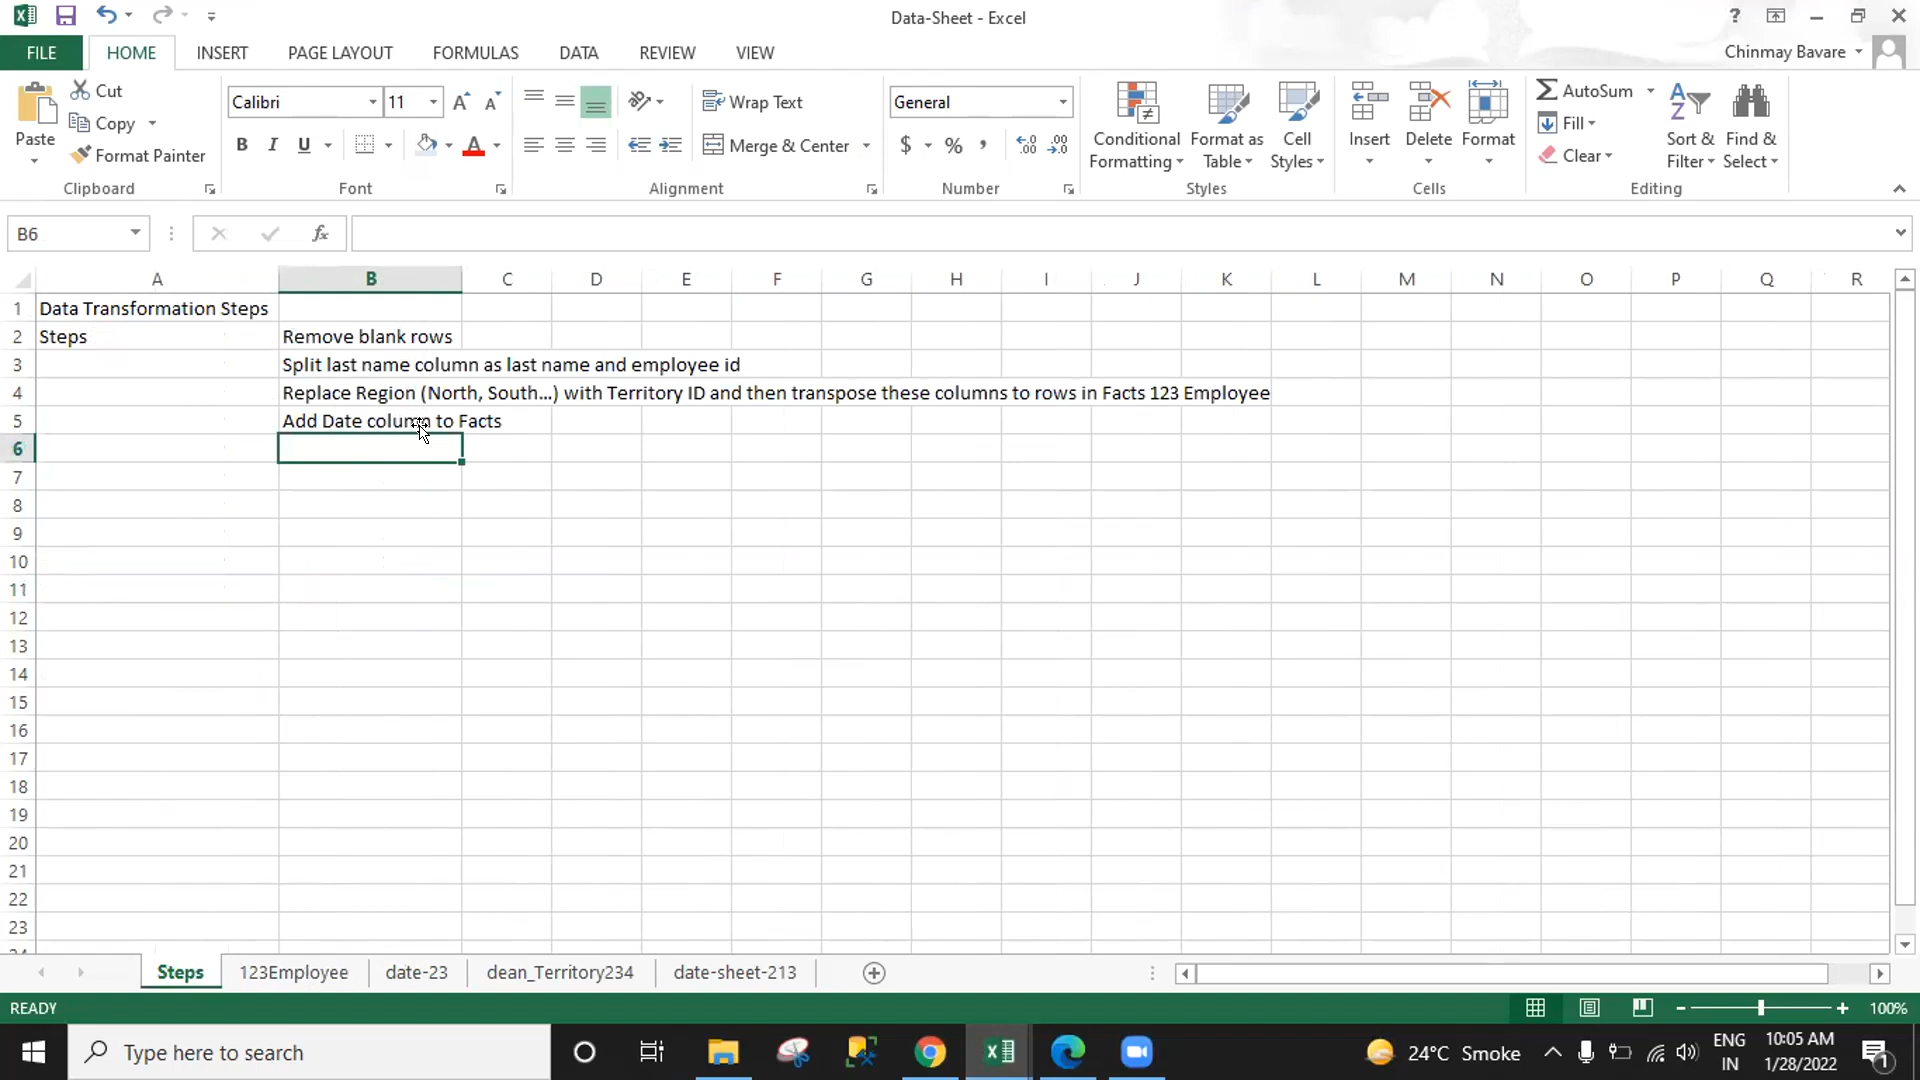 Data-Sheet - Excel
?
FILE HOME INSERT PAGE LAYOUT FORMULAS DATA REVIEW VIEW
Chinmay Bavare
Paste
Cut
Copy
Format Painter
Clipboard
Calibri 11
B I U A
Font
Wrap Text
Merge & Center
Alignment
General
$ % ,
Number
Conditional Formatting
Format as Table
Cell Styles
Styles
Insert
Delete
Format
Cells
AutoSum
Fill
Clear
Sort & Filter
Find & Select
Editing
B6
fx
A B C D E F G H I J K L M N O P Q R
1 Data Transformation Steps
2 Steps Remove blank rows
3 Split last name column as last name and employee id
4 Replace Region (North, South...) with Territory ID and then transpose these columns to rows in Facts 123 Employee
5 Add Date column to Facts
6
7
8
9
10
11
12
13
14
15
16
17
18
19
20
21
22
23
Steps 123Employee date-23 dean_Territory234 date-sheet-213
READY
100%
Type here to search
24°C Smoke
ENG
IN
10:05 AM
1/28/2022
1